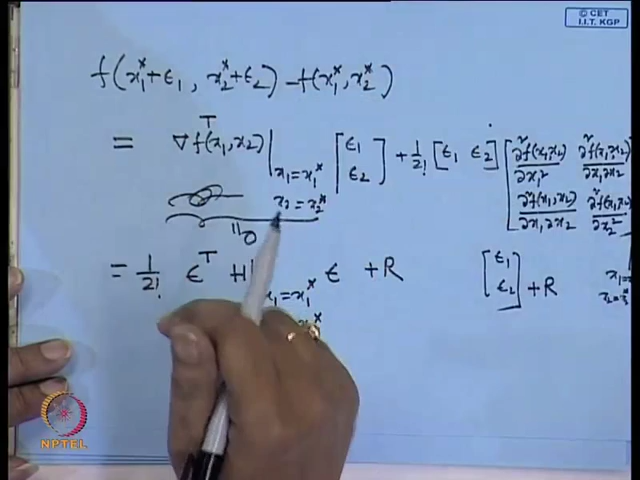 © CET
I.I.T. KGP
f(x₁*+ϵ₁, x₂*+ϵ₂) – f(x₁*, x₂*)
= ∇f^T(x₁,x₂)|x₁=x₁* x₂=x₂* [ϵ₁ ϵ₂] + 1/2! [ϵ₁ ϵ₂] [∂²f(x₁,x₂)/∂x₁² ∂²f(x₁,x₂)/∂x₁∂x₂
∂²f(x₁,x₂)/∂x₁∂x₂ ∂²f(x₁,x₂)/∂x₂²
"0
[ϵ₁ ϵ₂] + R
= 1/2! ϵ^T H| x₁=x₁* ϵ + R
NPTEL